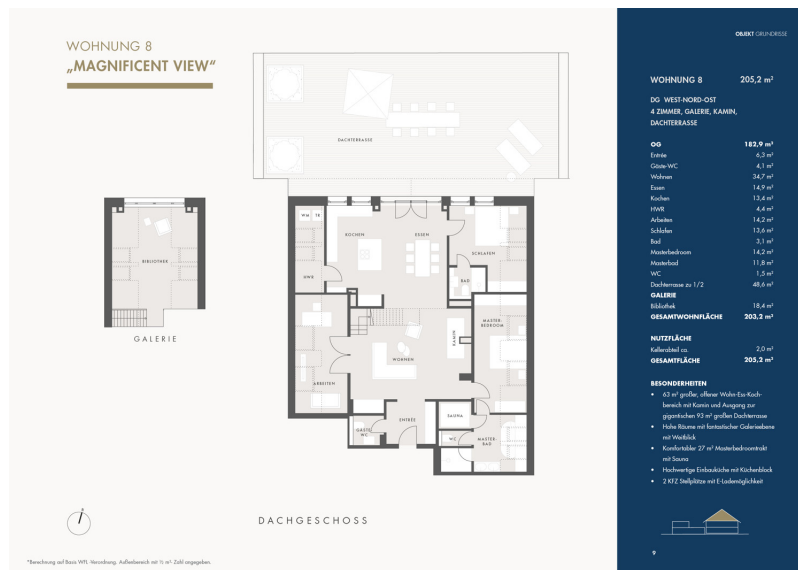 WOHNUNG 8
„MAGNIFICENT VIEW“
DACHTERRASSE
WM
TR
KOCHEN
ESSEN
SCHLAFEN
HWR
BAD
MASTER-
BEDROOM
KAMIN
WOHNEN
ARBEITEN
SAUNA
ENTRÉE
GÄSTE
WC
WC
MASTER-
BAD
BIBLIOTHEK
GALERIE
DACHGESCHOSS
*Berechnung auf Basis WFL-Verordnung. Außenbereich mit ½ m²- Zahl angegeben.
OBJEKT GRUNDRISSE
WOHNUNG 8 205,2 m²
DG WEST-NORD-OST
4 ZIMMER, GALERIE, KAMIN,
DACHTERRASSE
OG 182,9 m²
Entrée 6,3 m²
Gäste-WC 4,1 m²
Wohnen 34,7 m²
Essen 14,9 m²
Kochen 13,4 m²
HWR 4,4 m²
Arbeiten 14,2 m²
Schlafen 13,6 m²
Bad 3,1 m²
Masterbedroom 14,2 m²
Masterbad 11,8 m²
WC 1,5 m²
Dachterrasse zu 1/2 48,6 m²
GALERIE
Bibliothek 18,4 m²
GESAMTWOHNFLÄCHE 203,2 m²
NUTZFLÄCHE
Kellerabteil ca. 2,0 m²
GESAMTFLÄCHE 205,2 m²
BESONDERHEITEN
• 63 m² großer, offener Wohn-Ess-Koch-
bereich mit Kamin und Ausgang zur
gigantischen 93 m² großen Dachterrasse
• Hohe Räume mit fantastischer Galerieebene
mit Weitblick
• Komfortabler 27 m² Masterbedroomtrakt
mit Sauna
• Hochwertige Einbauküche mit Küchenblock
• 2 KFZ Stellplätze mit E-Lademöglichkeit
9